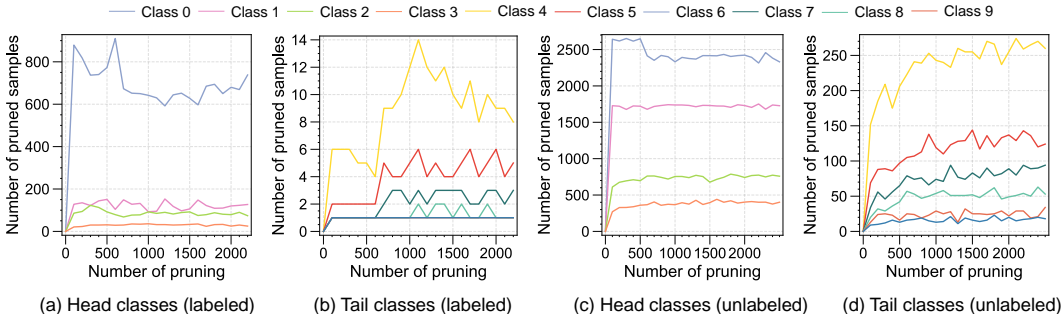 Class 0 Class 1 Class 2 Class 3 Class 4 Class 5 Class 6 Class 7 Class 8 Class 9
Number of pruned samples
800
600
400
200
0
0 500 1000 1500 2000
Number of pruning
(a) Head classes (labeled)
Number of pruned samples
14
12
10
8
6
4
2
0
0 500 1000 1500 2000
Number of pruning
(b) Tail classes (labeled)
Number of pruned samples
2500
2000
1500
1000
500
0
0 500 1000 1500 2000
Number of pruning
(c) Head classes (unlabeled)
Number of pruned samples
250
200
150
100
50
0
0 500 1000 1500 2000
Number of pruning
(d) Tail classes (unlabeled)